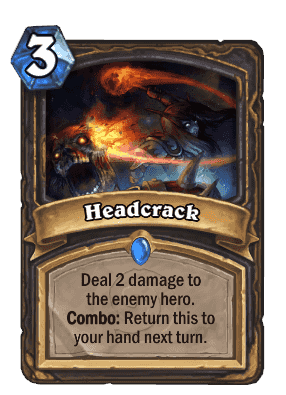 3
Headcrack
Deal 2 damage to
the enemy hero.
Combo: Return this to
your hand next turn.